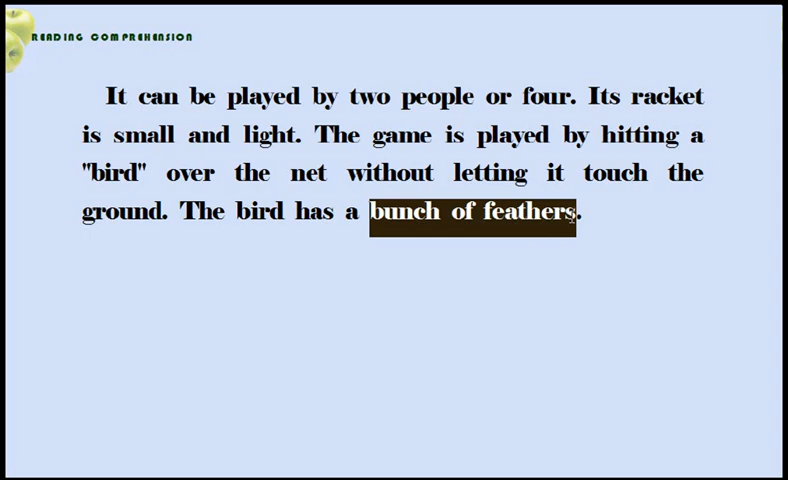 READING COMPREHENSION
It can be played by two people or four. Its racket
is small and light. The game is played by hitting a
"bird" over the net without letting it touch the
ground. The bird has a bunch of feathers.